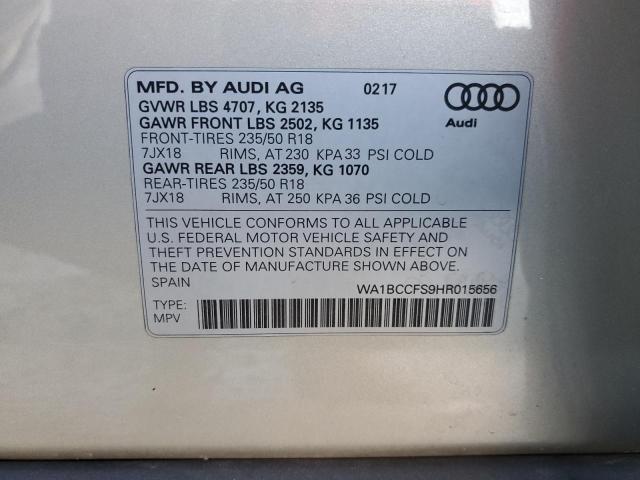 MFD. BY AUDI AG 0217
GVWR LBS 4707, KG 2135
GAWR FRONT LBS 2502, KG 1135
Audi
FRONT-TIRES 235/50 R18
7JX18 RIMS, AT 230 KPA 33 PSI COLD
GAWR REAR LBS 2359, KG 1070
REAR-TIRES 235/50 R18
7JX18 RIMS, AT 250 KPA 36 PSI COLD
THIS VEHICLE CONFORMS TO ALL APPLICABLE
U.S. FEDERAL MOTOR VEHICLE SAFETY AND
THEFT PREVENTION STANDARDS IN EFFECT ON
THE DATE OF MANUFACTURE SHOWN ABOVE.
SPAIN WA1BCCFS9HR015656
TYPE:
MPV